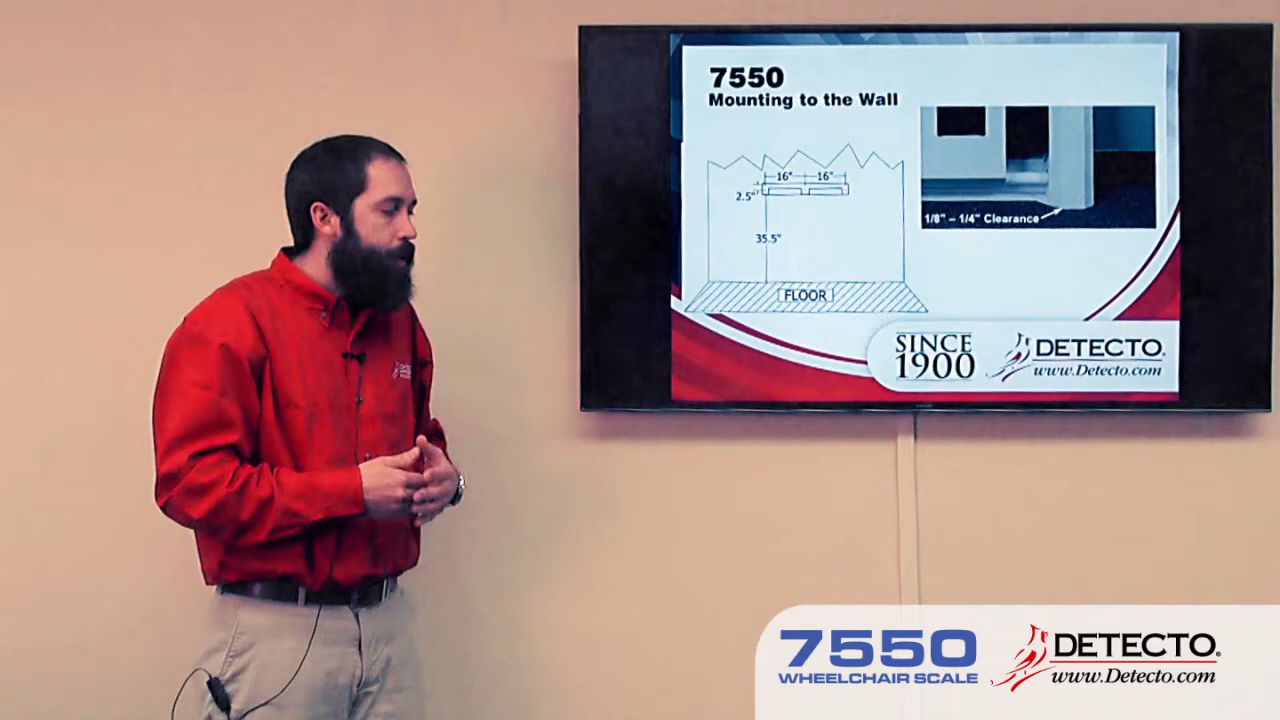 7550
Mounting to the Wall
16" 16"
2.5"
35.5"
FLOOR
1/8" – 1/4" Clearance
SINCE
1900
DETECTO®
www.Detecto.com
7550
WHEELCHAIR SCALE
DETECTO®
www.Detecto.com